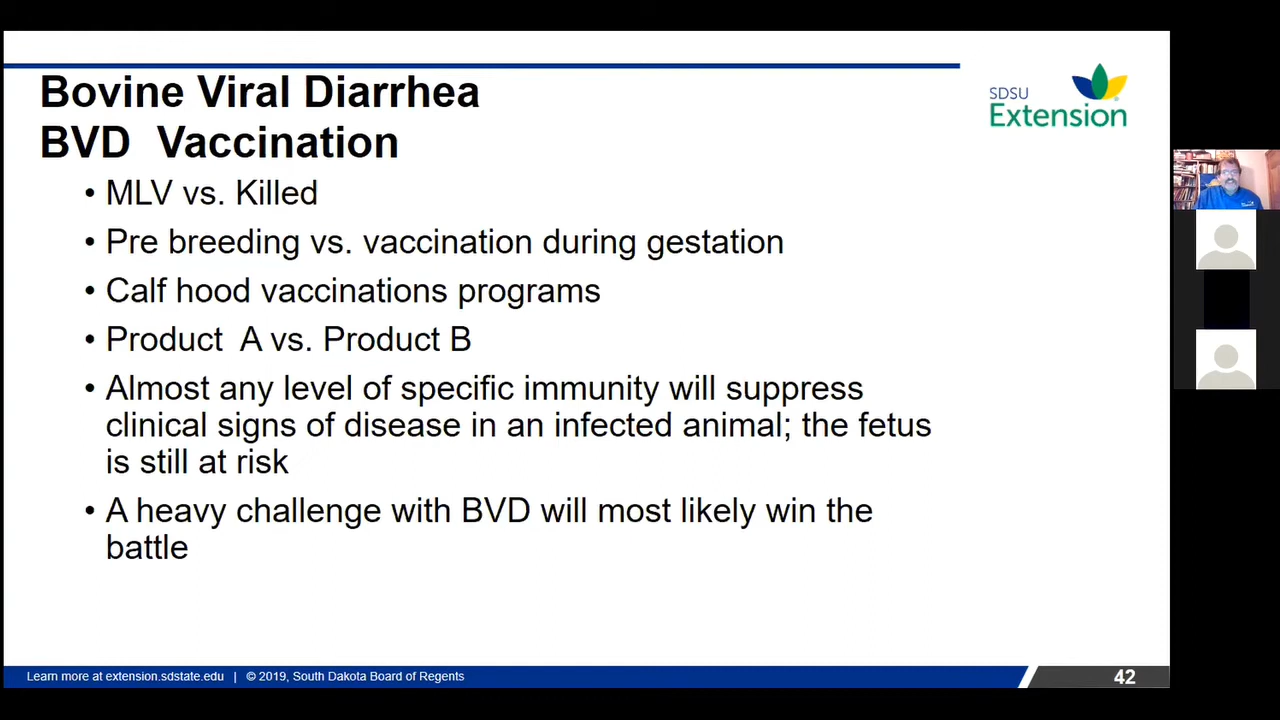 Bovine Viral Diarrhea
BVD  Vaccination
SDSU
Extension
• MLV vs. Killed
• Pre breeding vs. vaccination during gestation
• Calf hood vaccinations programs
• Product  A vs. Product B
• Almost any level of specific immunity will suppress
clinical signs of disease in an infected animal; the fetus
is still at risk
• A heavy challenge with BVD will most likely win the
battle
Learn more at extension.sdstate.edu | © 2019, South Dakota Board of Regents
42